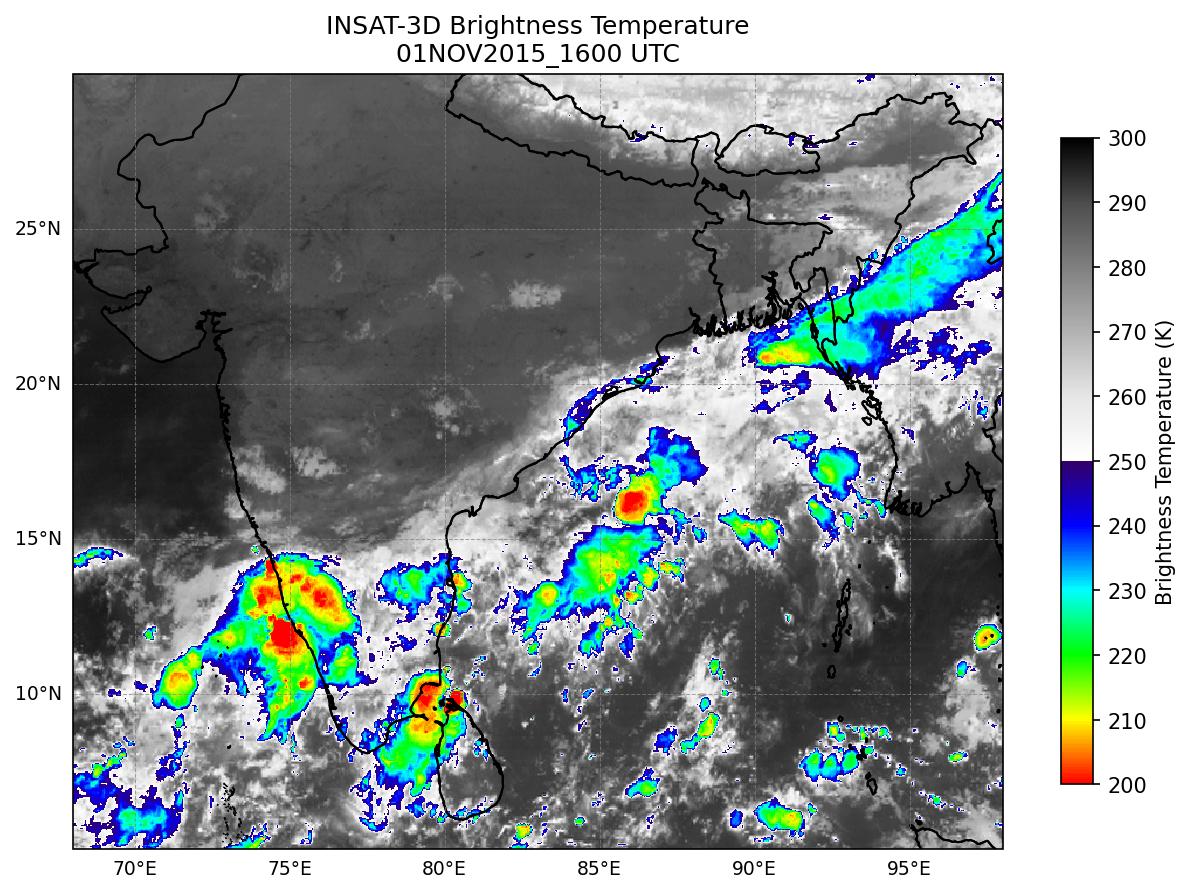 INSAT-3D Brightness Temperature
01NOV2015_1600 UTC
25°N
20°N
15°N
10°N
70°E
75°E
80°E
85°E
90°E
95°E
300
290
280
270
260
250
240
230
220
210
200
Brightness Temperature (K)